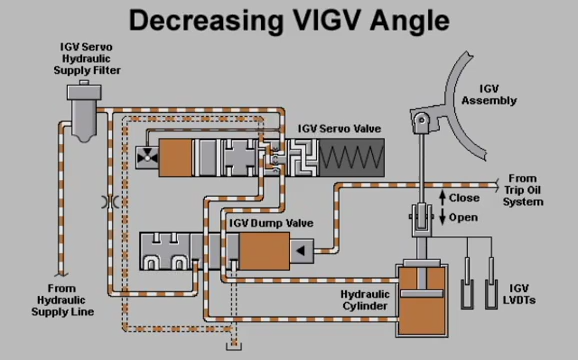 Decreasing VIGV Angle
IGV Servo
Hydraulic
Supply Filter
IGV
Assembly
IGV Servo Valve
From
Trip Oil
System
Close
Open
IGV Dump Valve
From
Hydraulic
Supply Line
Hydraulic
Cylinder
IGV
LVDTs